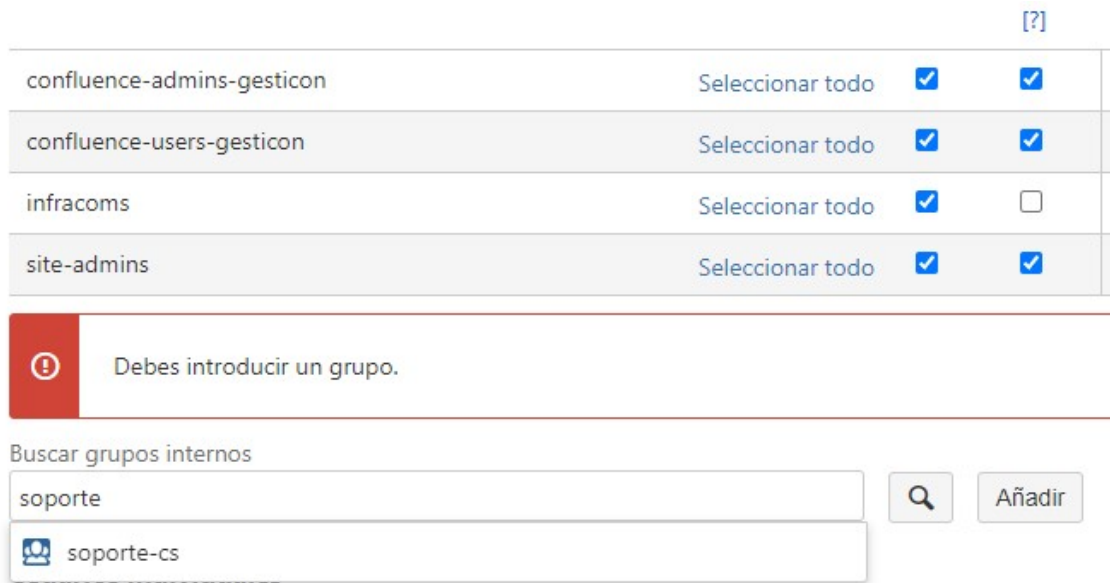 [?]
confluence-admins-gesticon Seleccionar todo
confluence-users-gesticon Seleccionar todo
infracoms Seleccionar todo
site-admins Seleccionar todo
Debes introducir un grupo.
Buscar grupos internos
soporte Añadir
soporte-cs